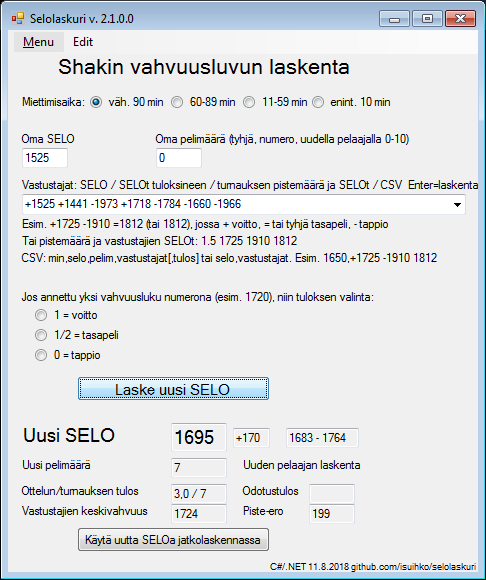 Selolaskuri v. 2.1.0.0
Menu Edit
Shakin vahvuusluvun laskenta
Miettimisaika: väh. 90 min 60-89 min 11-59 min enint. 10 min
Oma SELO Oma pelimäärä (tyhjä, numero, uudella pelaajalla 0-10)
1525 0
Vastustajat: SELO / SELOt tuloksineen / turnauksen pistemäärä ja SELOt / CSV Enter=laskenta
+1525 +1441 -1973 +1718 -1784 -1660 -1966
Esim. +1725 -1910 =1812 (tai 1812), jossa + voitto, = tai tyhjä tasapeli, - tappio
Tai pistemäärä ja vastustajien SELOt: 1.5 1725 1910 1812
CSV: min,selo,pelim,vastustajat[,tulos] tai selo,vastustajat. Esim. 1650,+1725 -1910 1812
Jos annettu yksi vahvuusluku numerona (esim. 1720), niin tuloksen valinta:
1 = voitto
1/2 = tasapeli
0 = tappio
Laske uusi SELO
Uusi SELO 1695 +170 1683 - 1764
Uusi pelimäärä 7 Uuden pelaajan laskenta
Ottelun/turnauksen tulos 3,0 / 7 Odotustulos
Vastustajien keskivahvuus 1724 Piste-ero 199
Käytä uutta SELOa jatkolaskennassa
C#/.NET 11.8.2018 github.com/isuihko/selolaskuri